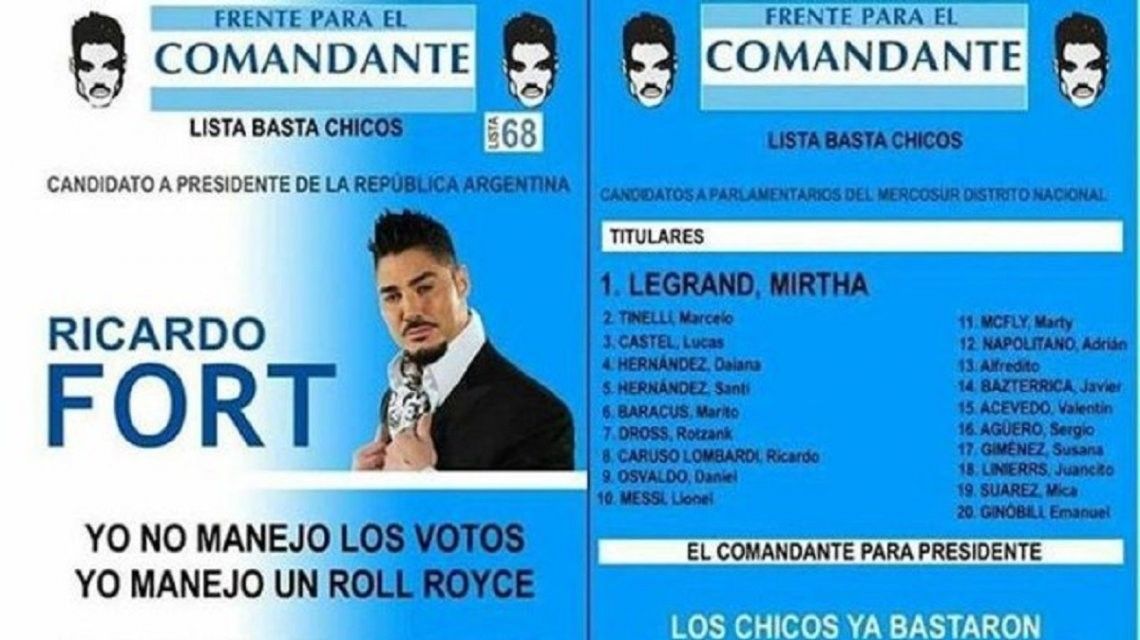 FRENTE PARA EL
COMANDANTE
LISTA BASTA CHICOS
LISTA 68
CANDIDATO A PRESIDENTE DE LA REPÚBLICA ARGENTINA
RICARDO
FORT
YO NO MANEJO LOS VOTOS
YO MANEJO UN ROLL ROYCE
FRENTE PARA EL
COMANDANTE
LISTA BASTA CHICOS
CANDIDATOS A PARLAMENTARIOS DEL MERCOSUR DISTRITO NACIONAL
TITULARES
1. LEGRAND, MIRTHA
2. TINELLI, Marcelo
3. CASTEL, Lucas
4. HERNÁNDEZ, Daiana
5. HERNÁNDEZ, Santi
6. BARACUS, Marito
7. DROSS, Rotzank
8. CARUSO LOMBARDI, Ricardo
9. OSVALDO, Daniel
10. MESSI, Lionel
11. MCFLY, Marty
12. NAPOLITANO, Adrián
13. Alfredito
14. BAZTERRICA, Javier
15. ACEVEDO, Valentin
16. AGÜERO, Sergio
17. GIMÉNEZ, Susana
18. LINIERRS, Juancito
19. SUAREZ, Mica
20. GINÓBILI, Emanuel
EL COMANDANTE PARA PRESIDENTE
LOS CHICOS YA BASTARON